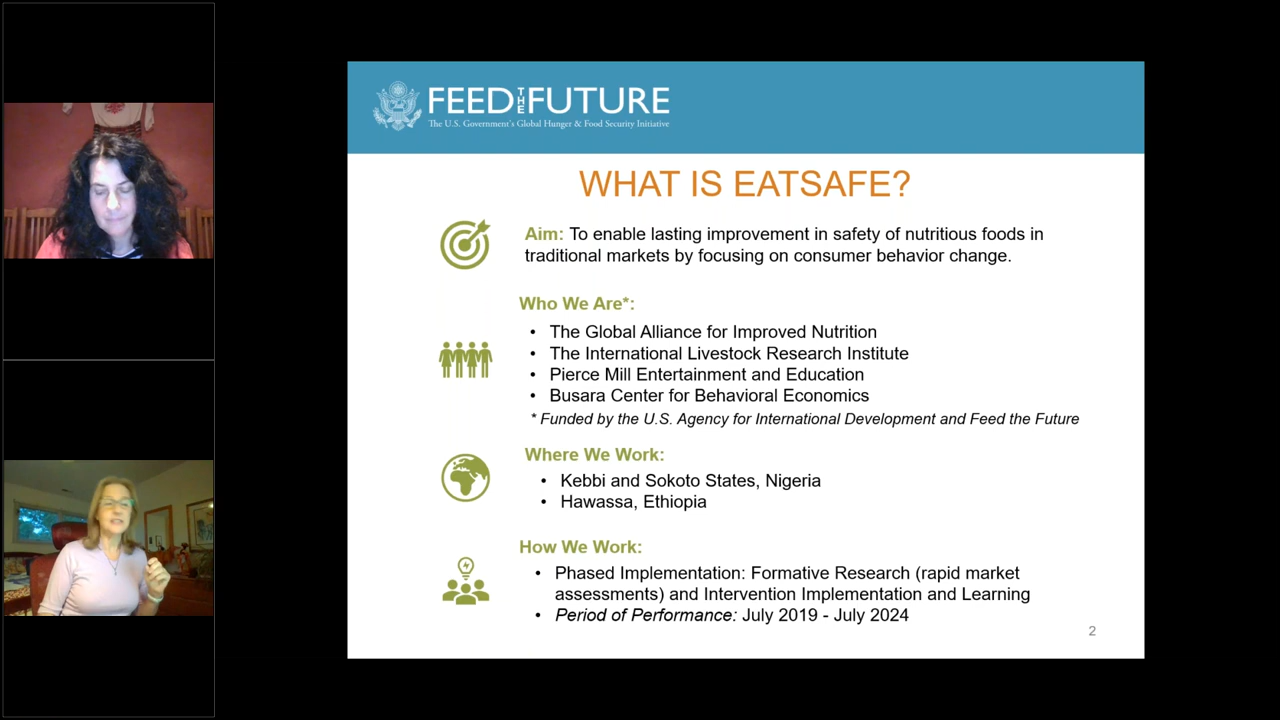 FEED THE FUTURE
The U.S. Government's Global Hunger & Food Security Initiative
WHAT IS EATSAFE?
Aim: To enable lasting improvement in safety of nutritious foods in
traditional markets by focusing on consumer behavior change.
Who We Are*:
• The Global Alliance for Improved Nutrition
• The International Livestock Research Institute
• Pierce Mill Entertainment and Education
• Busara Center for Behavioral Economics
* Funded by the U.S. Agency for International Development and Feed the Future
Where We Work:
• Kebbi and Sokoto States, Nigeria
• Hawassa, Ethiopia
How We Work:
• Phased Implementation: Formative Research (rapid market
assessments) and Intervention Implementation and Learning
• Period of Performance: July 2019 - July 2024
2